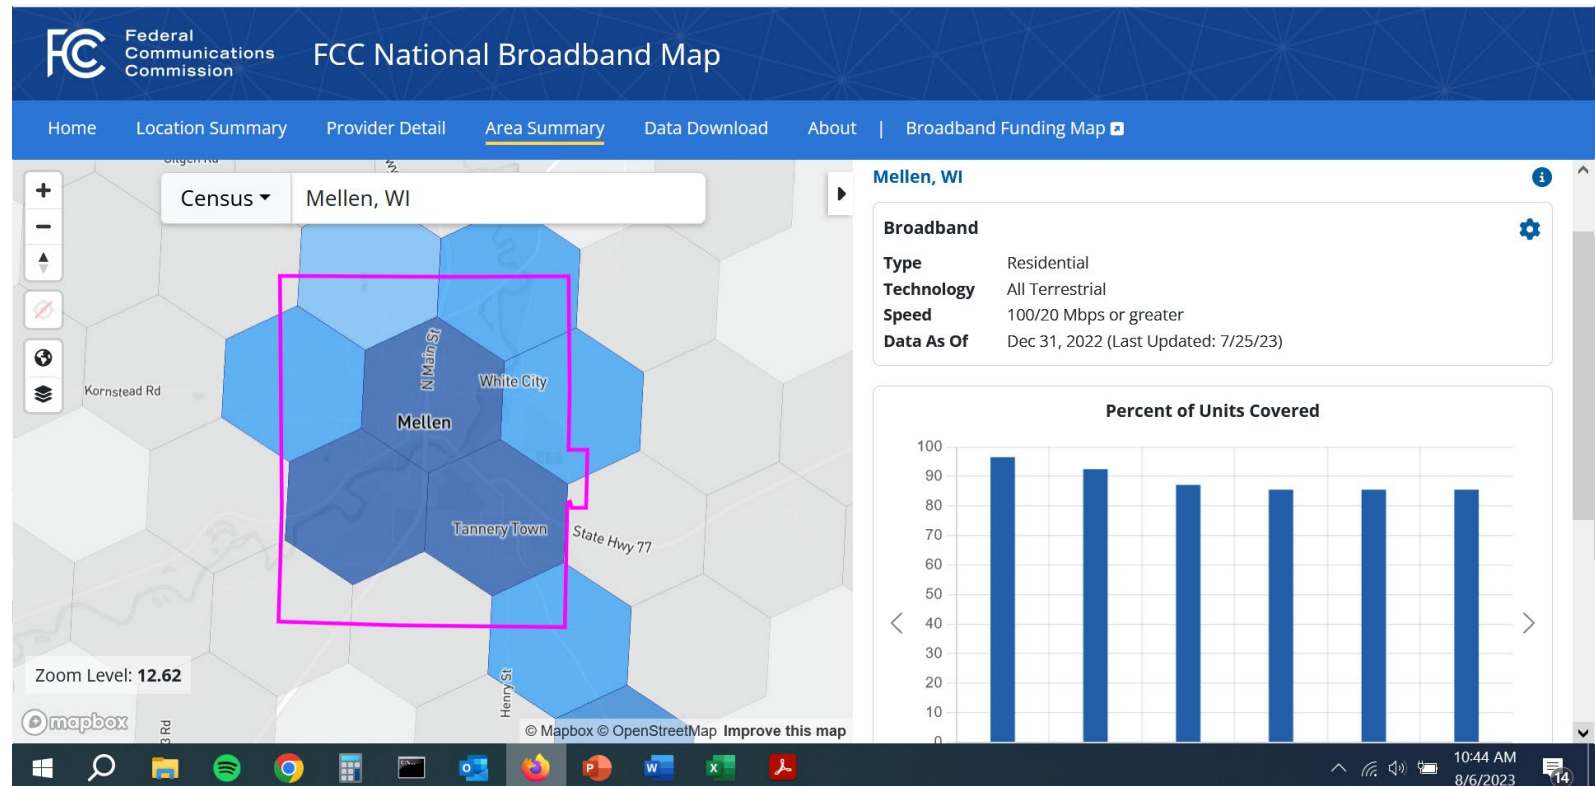 Federal
Communications
Commission
FCC National Broadband Map
Home Location Summary Provider Detail Area Summary Data Download About | Broadband Funding Map
Census Mellen, WI
Kornstead Rd
N Main St
White City
Mellen
Tannery Town
State Hwy 77
Henry St
Zoom Level: 12.62
mapbox
© Mapbox © OpenStreetMap Improve this map
Mellen, WI
Broadband
Type Residential
Technology All Terrestrial
Speed 100/20 Mbps or greater
Data As Of Dec 31, 2022 (Last Updated: 7/25/23)
Percent of Units Covered
100
90
80
70
60
50
40
30
20
10
0
10:44 AM
8/6/2023
14